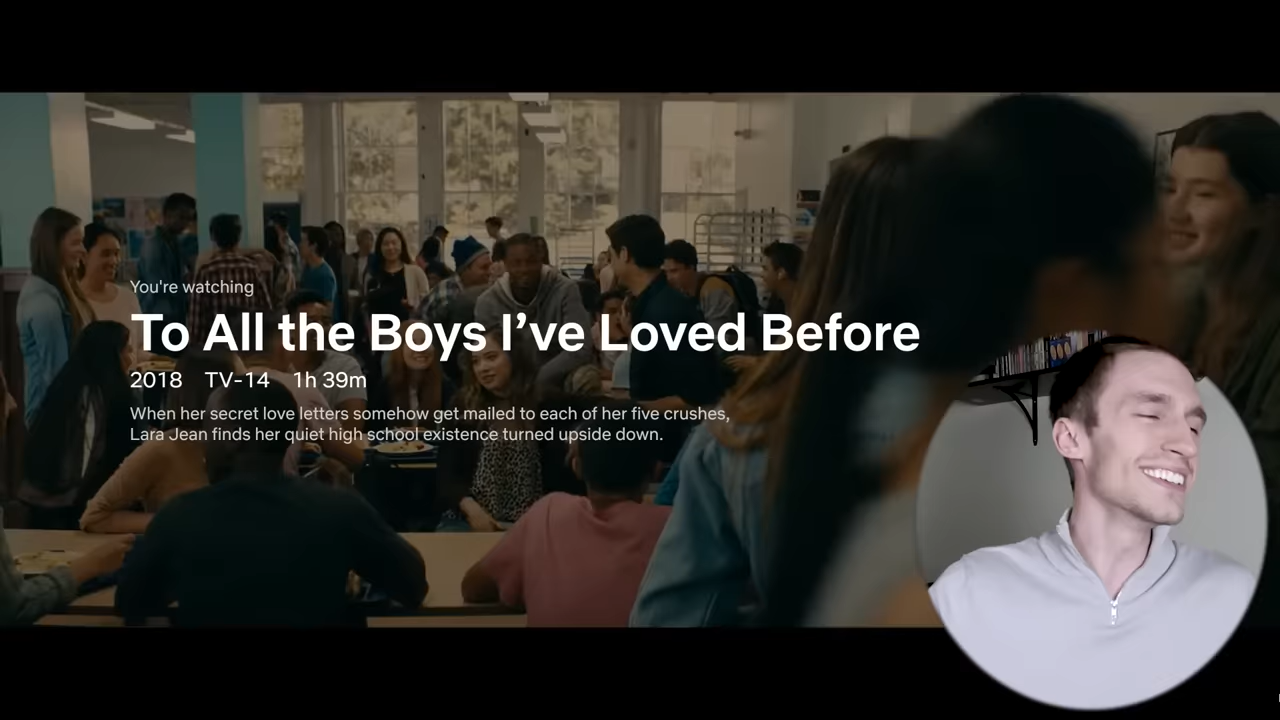 You're watching
To All the Boys I’ve Loved Before
2018 TV-14 1h 39m
When her secret love letters somehow get mailed to each of her five crushes,
Lara Jean finds her quiet high school existence turned upside down.